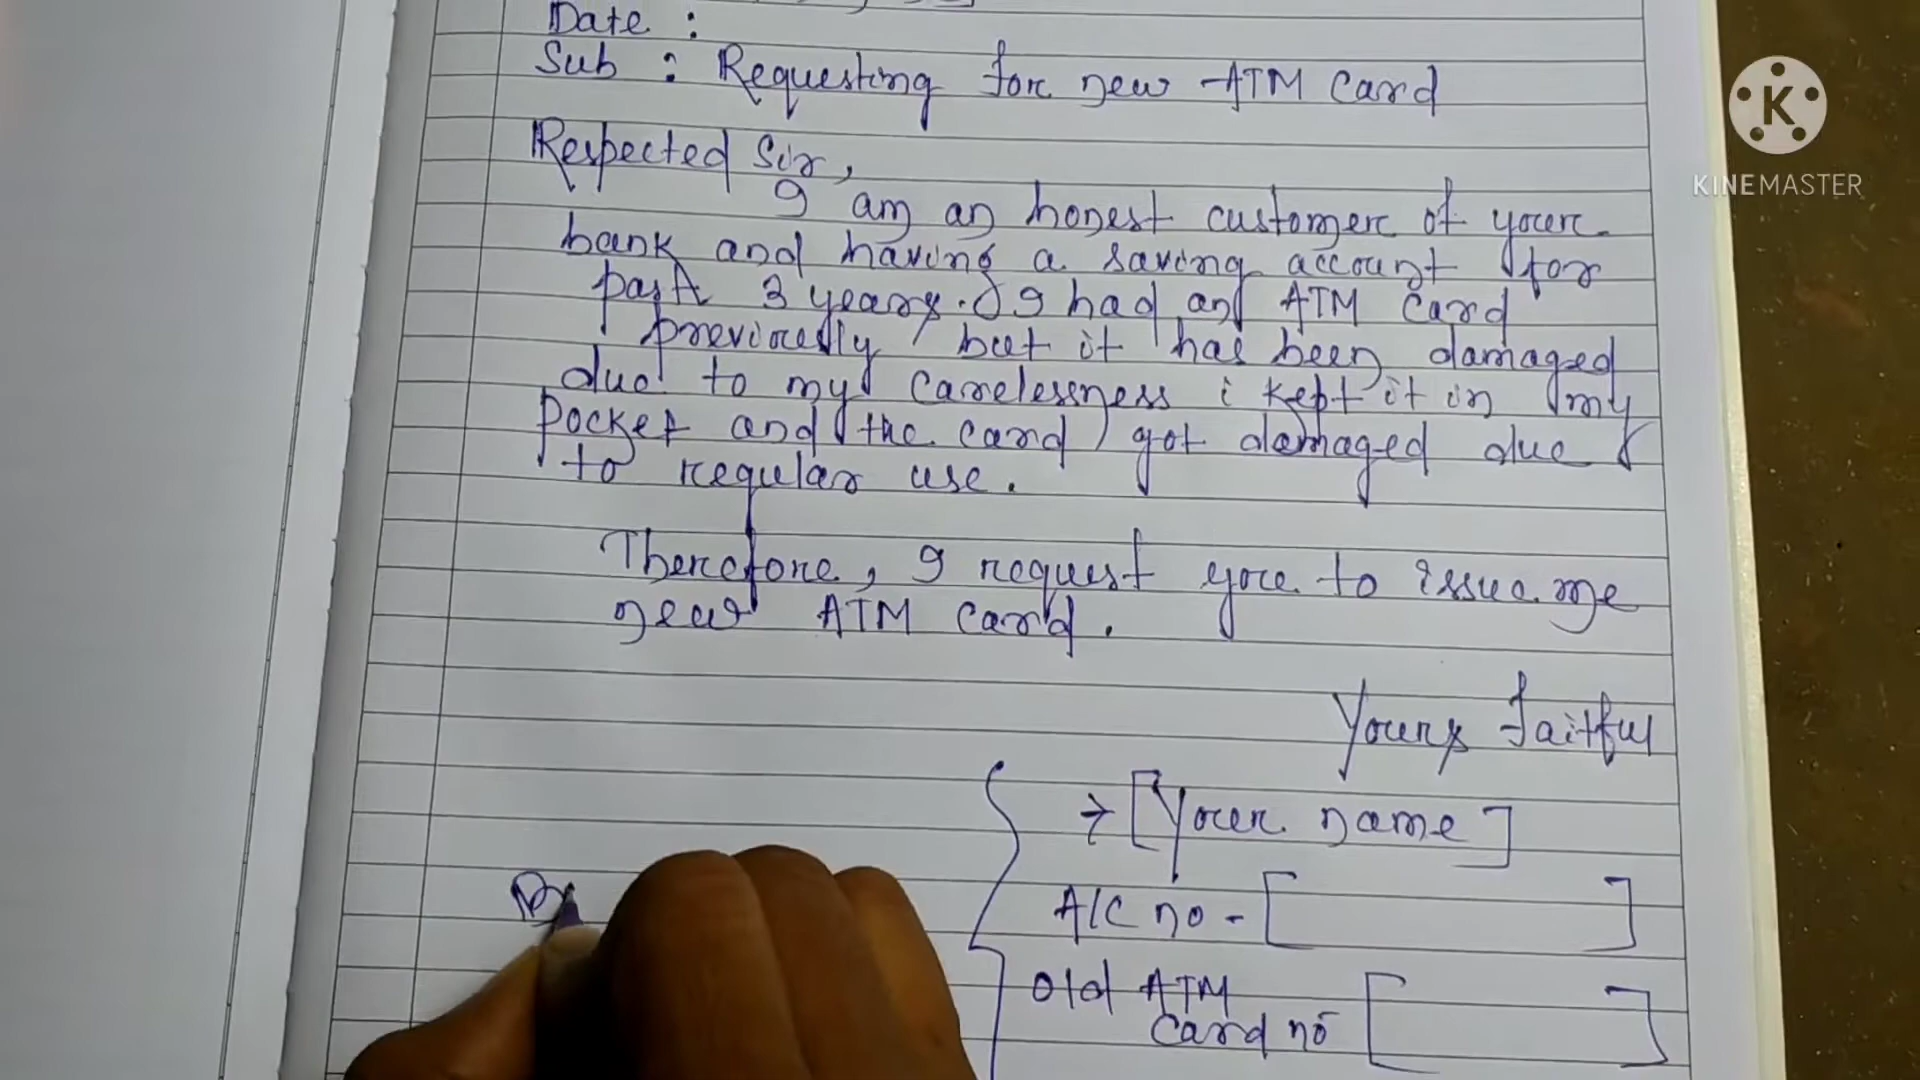 Date :
Sub : Requesting for new ATM Card
Respected Sir,
I am an honest customer of your
bank and having a saving account for
past 3 years. I had an ATM Card
previously, but it has been damaged
due to my carelessness i kept it in my
Pocket and the card got damaged due
to regular use.
Therefore, I request you to issue me
new ATM Card.
Yours faitful
→ [Your name]
A/C no - [ ]
old ATM
Card no [ ]
K
KINEMASTER